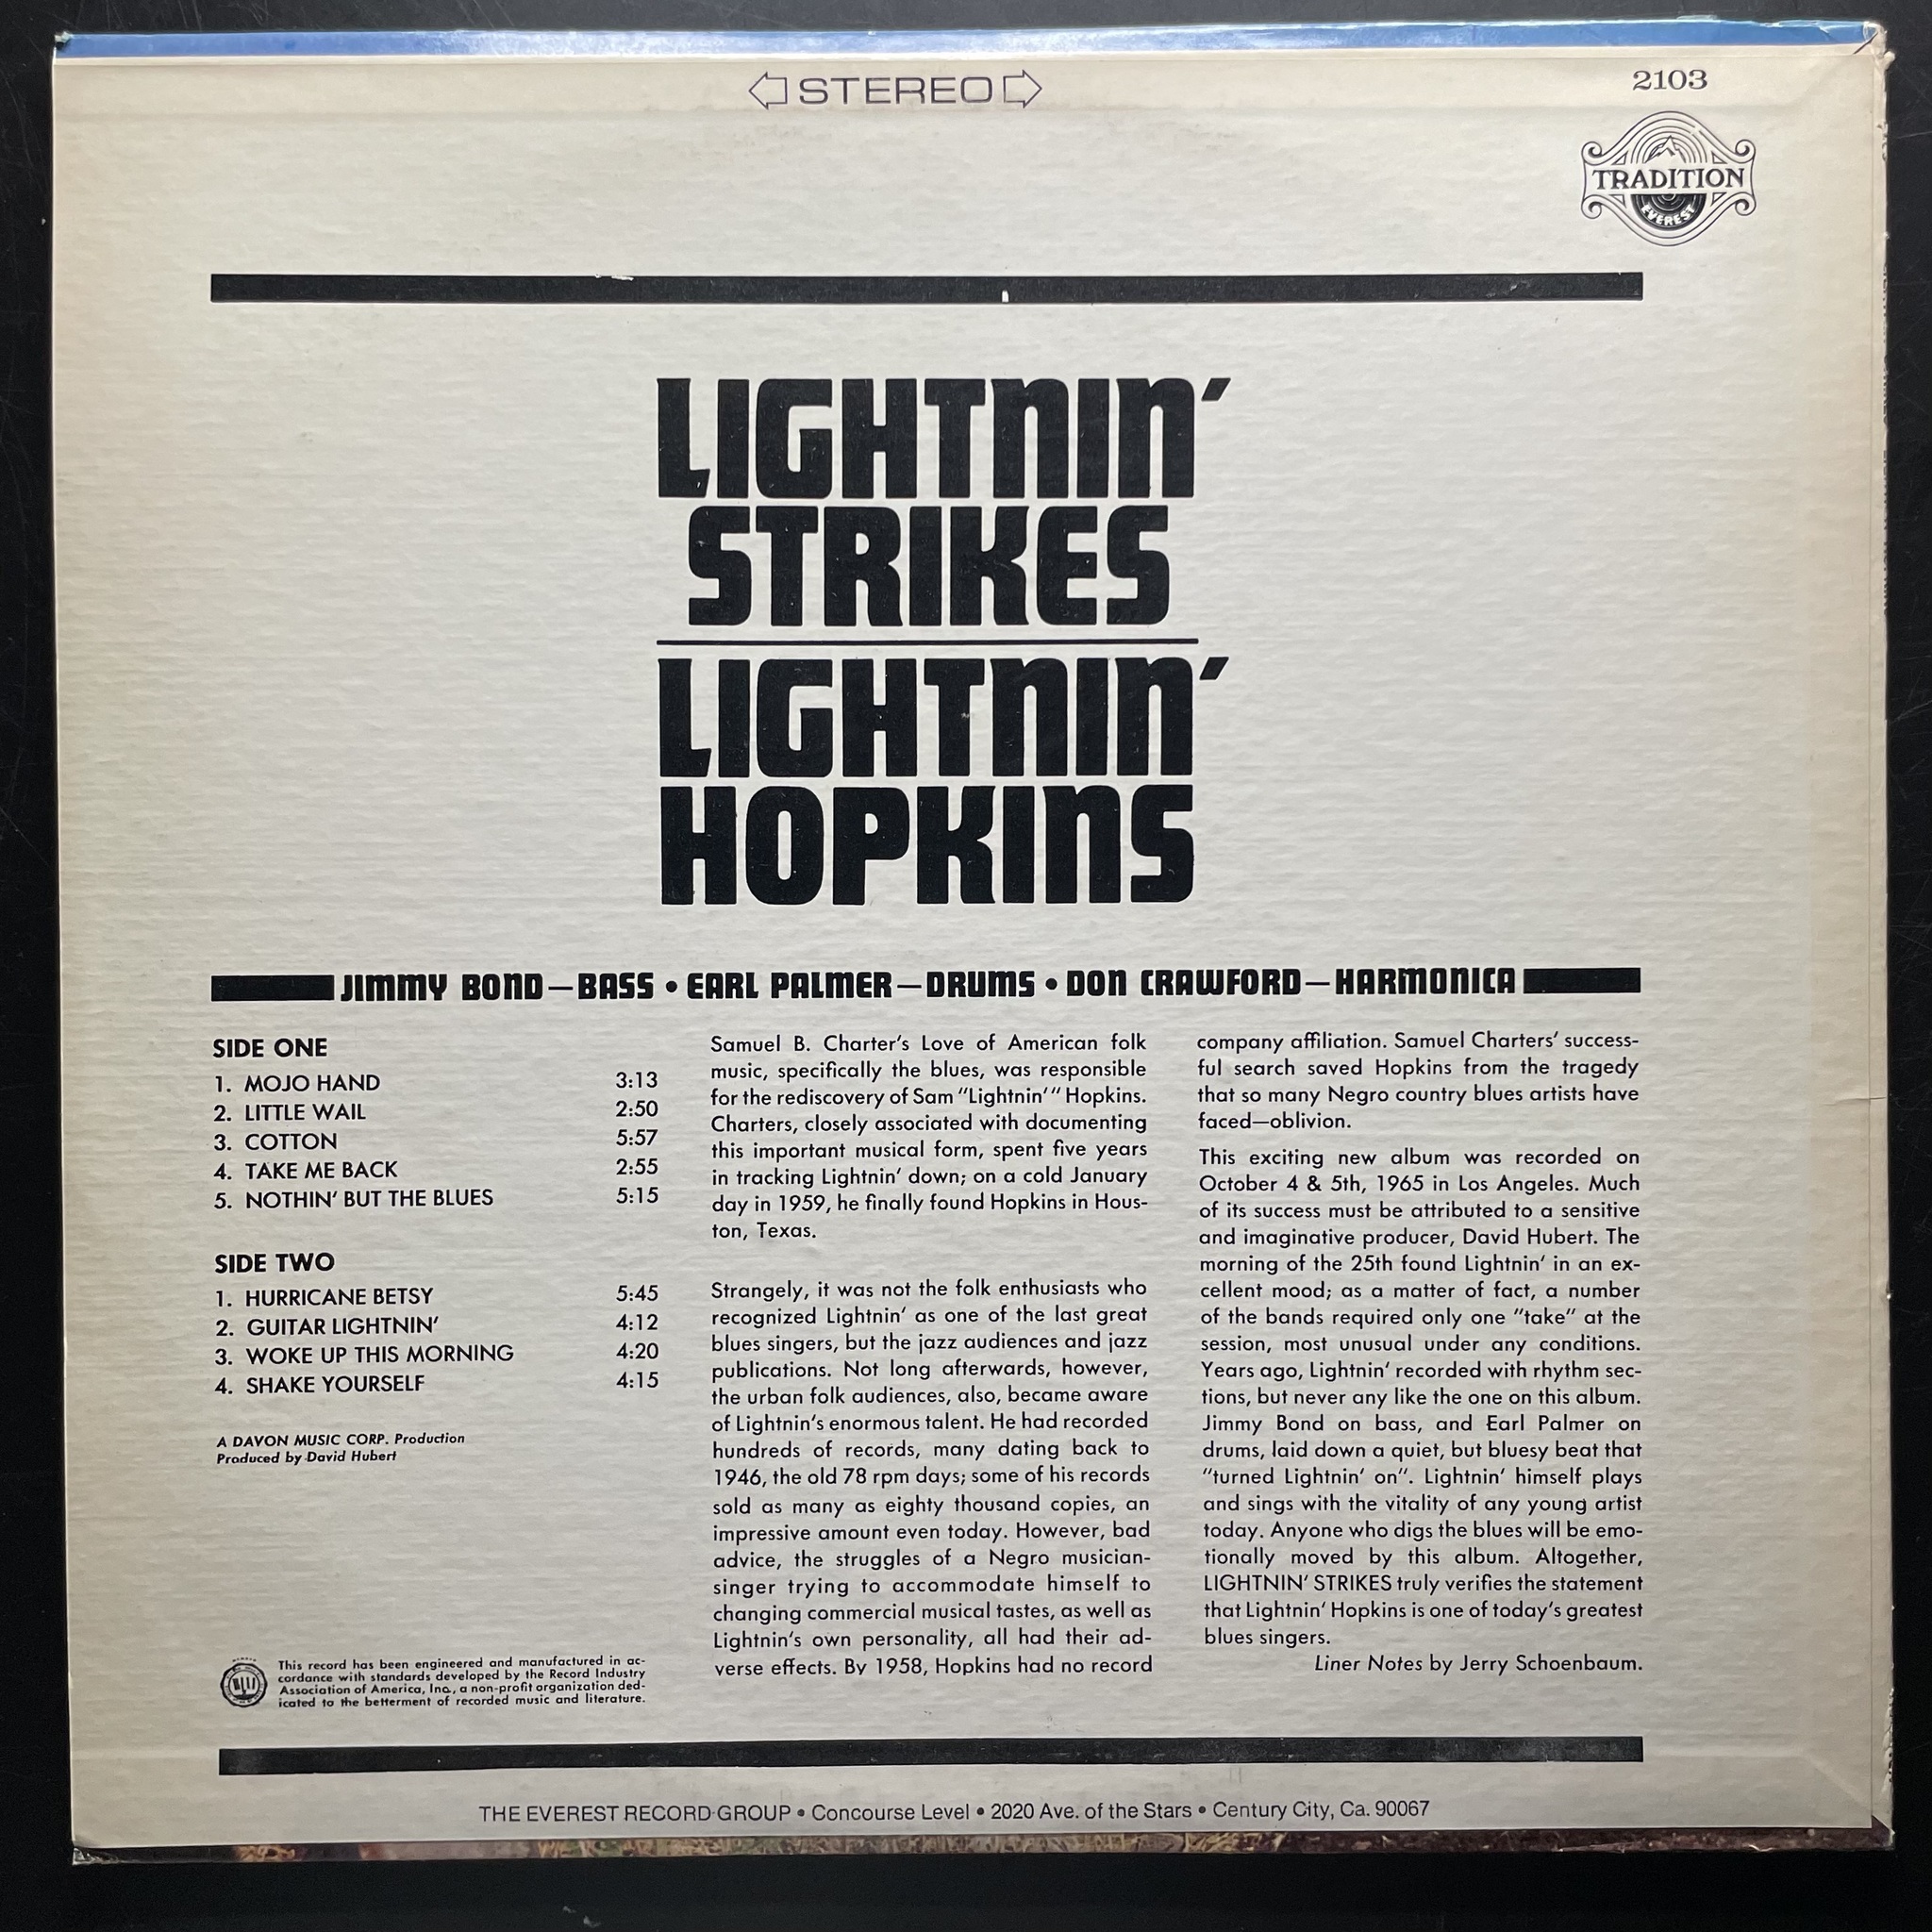 STEREO
2103
TRADITION
EVEREST
LIGHTNIN'
STRIKES
LIGHTNIN'
HOPKINS
JIMMY BOND—BASS • EARL PALMER—DRUMS • DON CRAWFORD—HARMONICA
SIDE ONE
1. MOJO HAND 3:13
2. LITTLE WAIL 2:50
3. COTTON 5:57
4. TAKE ME BACK 2:55
5. NOTHIN' BUT THE BLUES 5:15
SIDE TWO
1. HURRICANE BETSY 5:45
2. GUITAR LIGHTNIN' 4:12
3. WOKE UP THIS MORNING 4:20
4. SHAKE YOURSELF 4:15
A DAVON MUSIC CORP. Production
Produced by David Hubert
This record has been engineered and manufactured in ac-
cordance with standards developed by the Record Industry
Association of America, Inc., a non-profit organization ded-
icated to the betterment of recorded music and literature.
Samuel B. Charter's Love of American folk
music, specifically the blues, was responsible
for the rediscovery of Sam "Lightnin'" Hopkins.
Charters, closely associated with documenting
this important musical form, spent five years
in tracking Lightnin' down; on a cold January
day in 1959, he finally found Hopkins in Hous-
ton, Texas.
Strangely, it was not the folk enthusiasts who
recognized Lightnin' as one of the last great
blues singers, but the jazz audiences and jazz
publications. Not long afterwards, however,
the urban folk audiences, also, became aware
of Lightnin's enormous talent. He had recorded
hundreds of records, many dating back to
1946, the old 78 rpm days; some of his records
sold as many as eighty thousand copies, an
impressive amount even today. However, bad
advice, the struggles of a Negro musician-
singer trying to accommodate himself to
changing commercial musical tastes, as well as
Lightnin's own personality, all had their ad-
verse effects. By 1958, Hopkins had no record
company affiliation. Samuel Charters' success-
ful search saved Hopkins from the tragedy
that so many Negro country blues artists have
faced—oblivion.
This exciting new album was recorded on
October 4 & 5th, 1965 in Los Angeles. Much
of its success must be attributed to a sensitive
and imaginative producer, David Hubert. The
morning of the 25th found Lightnin' in an ex-
cellent mood; as a matter of fact, a number
of the bands required only one "take" at the
session, most unusual under any conditions.
Years ago, Lightnin' recorded with rhythm sec-
tions, but never any like the one on this album.
Jimmy Bond on bass, and Earl Palmer on
drums, laid down a quiet, but bluesy beat that
"turned Lightnin' on". Lightnin' himself plays
and sings with the vitality of any young artist
today. Anyone who digs the blues will be emo-
tionally moved by this album. Altogether,
LIGHTNIN' STRIKES truly verifies the statement
that Lightnin' Hopkins is one of today's greatest
blues singers.
Liner Notes by Jerry Schoenbaum.
THE EVEREST RECORD GROUP • Concourse Level • 2020 Ave. of the Stars • Century City, Ca. 90067